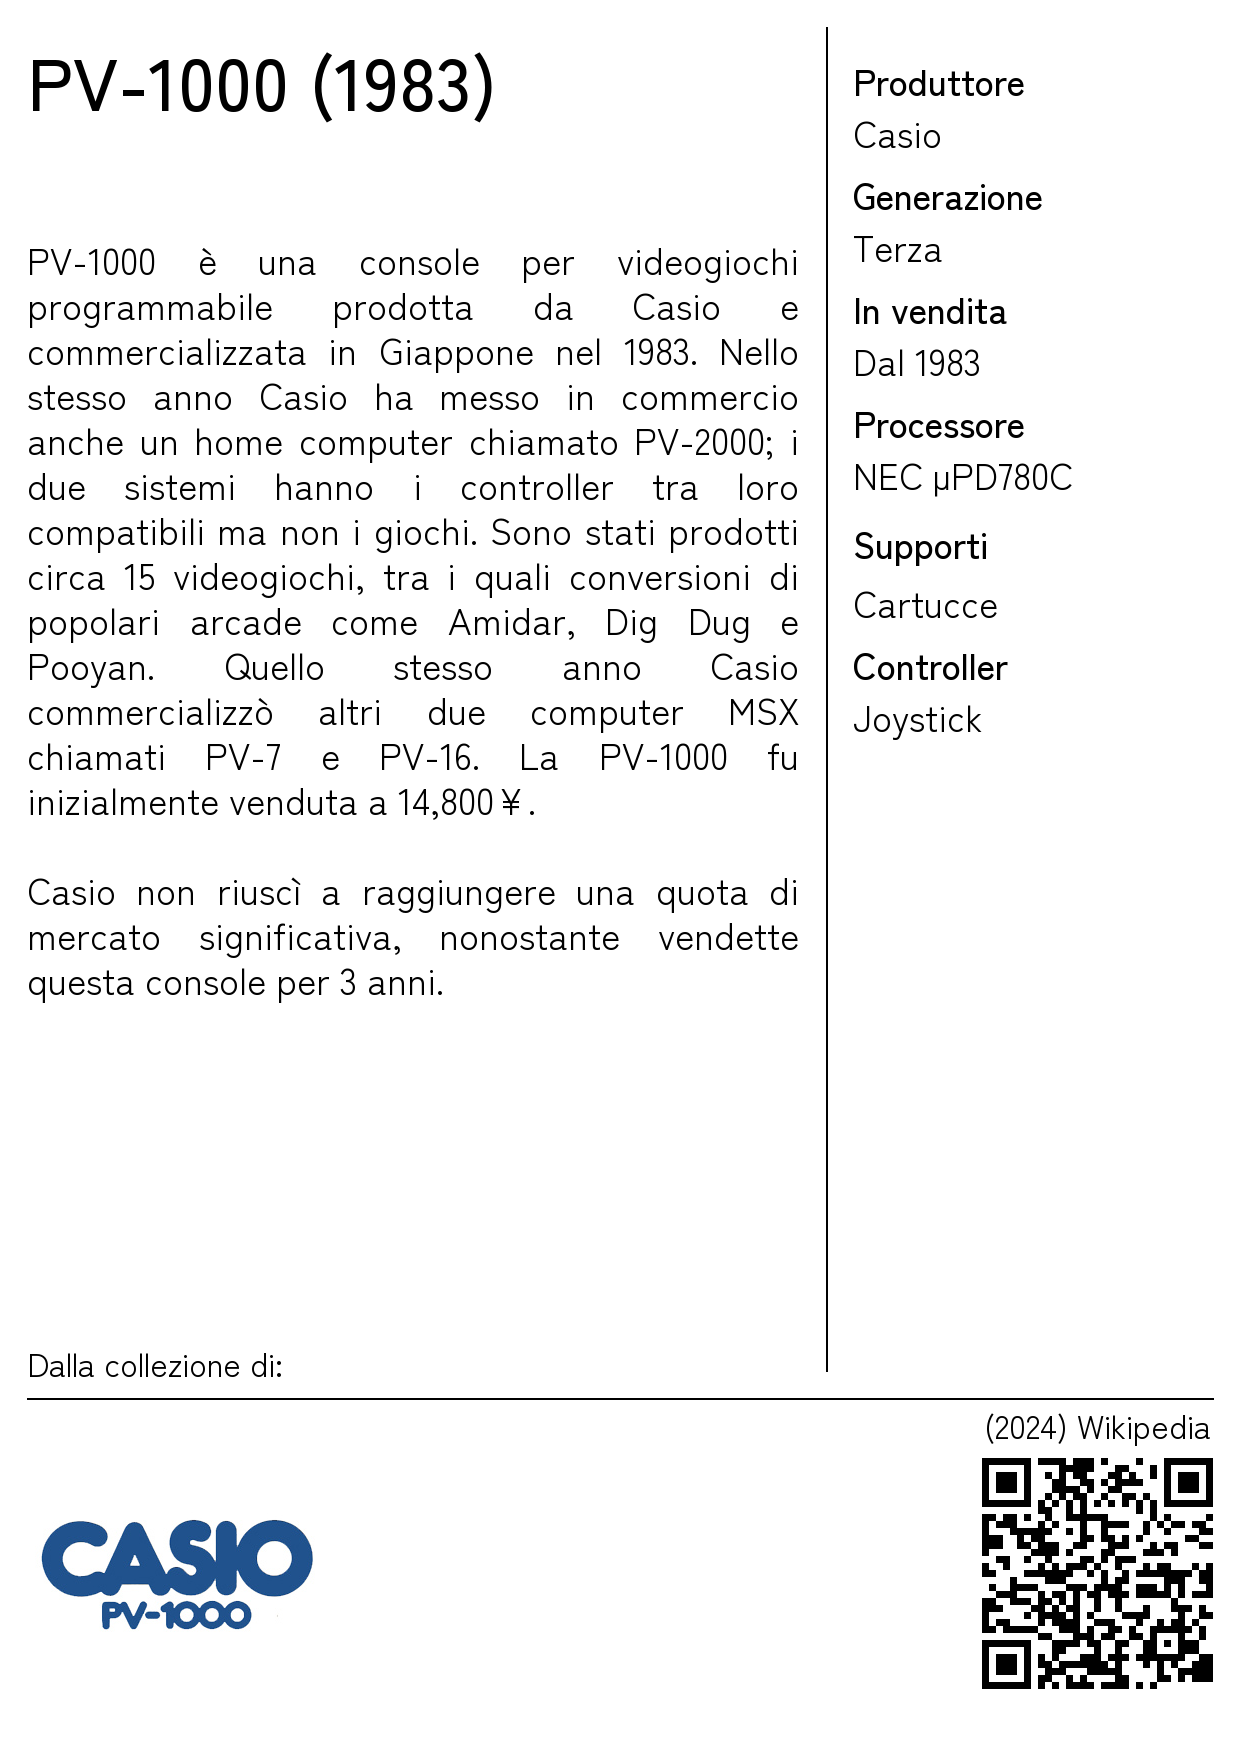 PV-1000 (1983)
PV-1000 è una console per videogiochi
programmabile prodotta da Casio e
commercializzata in Giappone nel 1983. Nello
stesso anno Casio ha messo in commercio
anche un home computer chiamato PV-2000; i
due sistemi hanno i controller tra loro
compatibili ma non i giochi. Sono stati prodotti
circa 15 videogiochi, tra i quali conversioni di
popolari arcade come Amidar, Dig Dug e
Pooyan. Quello stesso anno Casio
commercializzò altri due computer MSX
chiamati PV-7 e PV-16. La PV-1000 fu
inizialmente venduta a 14,800¥.
Casio non riuscì a raggiungere una quota di
mercato significativa, nonostante vendette
questa console per 3 anni.
Produttore
Casio
Generazione
Terza
In vendita
Dal 1983
Processore
NEC µPD780C
Supporti
Cartucce
Controller
Joystick
Dalla collezione di:
(2024) Wikipedia
CASIO
PV-1000